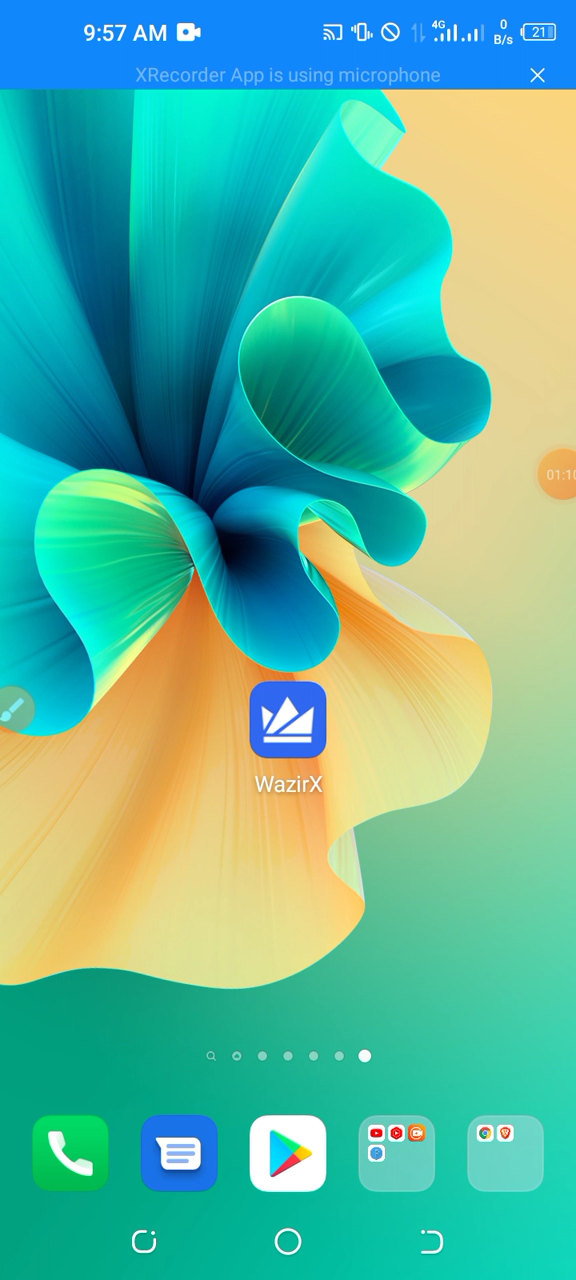 9:57 AM
4G
0
B/s
21
XRecorder App is using microphone
01:10
WazirX